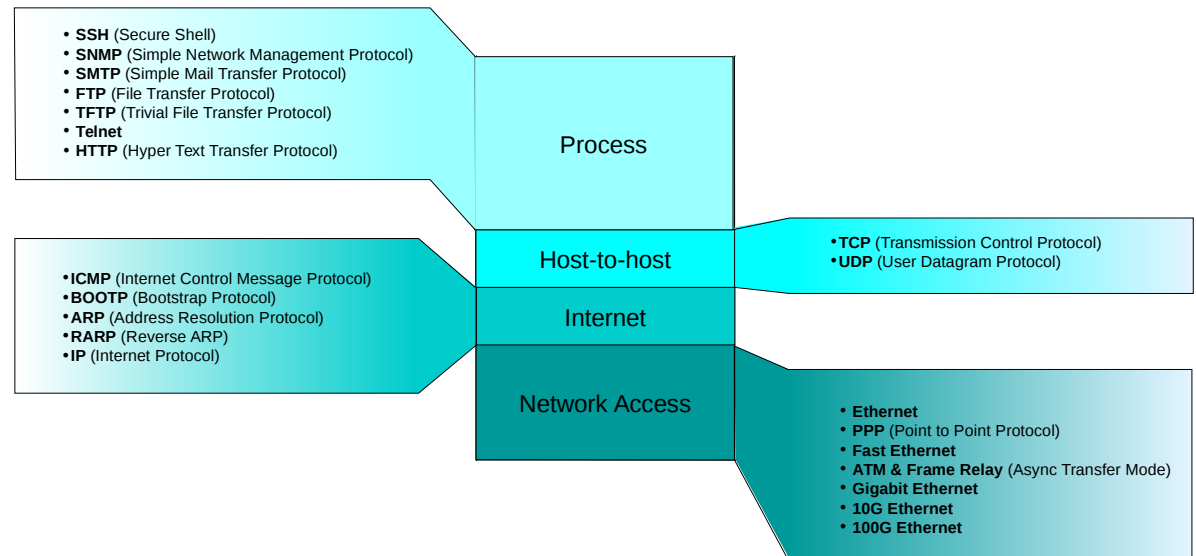 • SSH (Secure Shell)
• SNMP (Simple Network Management Protocol)
• SMTP (Simple Mail Transfer Protocol)
• FTP (File Transfer Protocol)
• TFTP (Trivial File Transfer Protocol)
• Telnet
• HTTP (Hyper Text Transfer Protocol)
Process
Host-to-host
• TCP (Transmission Control Protocol)
• UDP (User Datagram Protocol)
• ICMP (Internet Control Message Protocol)
• BOOTP (Bootstrap Protocol)
• ARP (Address Resolution Protocol)
• RARP (Reverse ARP)
• IP (Internet Protocol)
Internet
Network Access
• Ethernet
• PPP (Point to Point Protocol)
• Fast Ethernet
• ATM & Frame Relay (Async Transfer Mode)
• Gigabit Ethernet
• 10G Ethernet
• 100G Ethernet